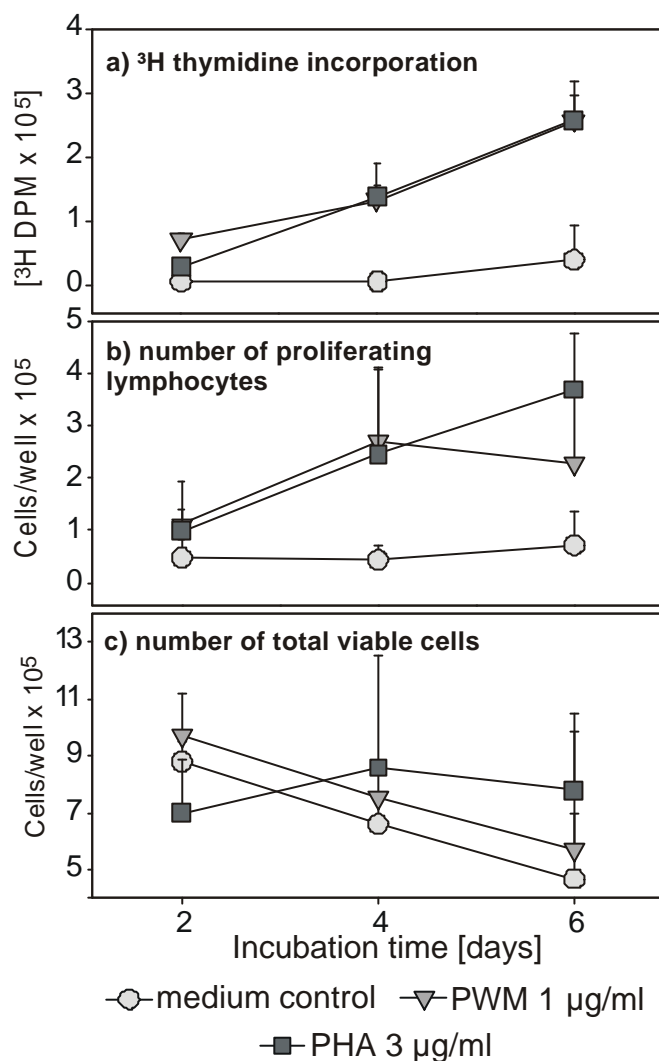 4
a) ³H thymidine incorporation
3
2
1
0
[³H DPM x 10⁵]
5
b) number of proliferating
lymphocytes
4
3
2
1
0
Cells/well x 10⁵
13
c) number of total viable cells
11
9
7
5
Cells/well x 10⁵
2 4 6
Incubation time [days]
medium control PWM 1 µg/ml
PHA 3 µg/ml